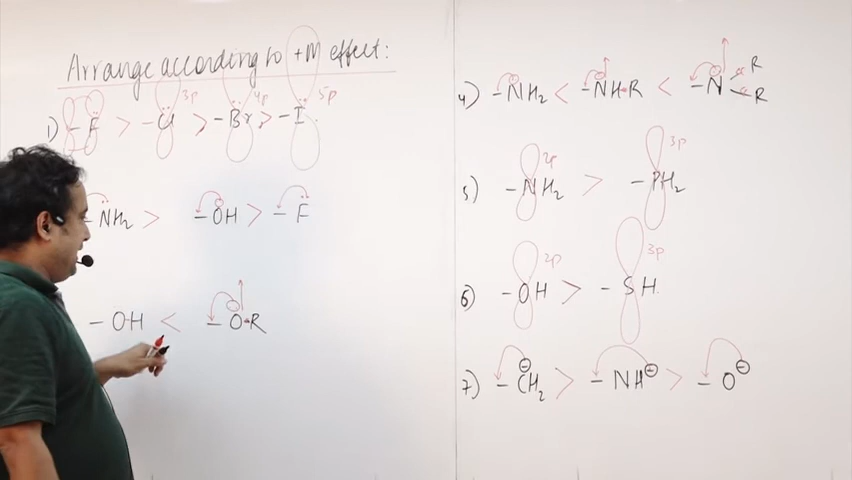 Arrange according to +M effect:
3p 4p 5p
1) - F > - Cl > - Br > - I
- NH2 > - OH > - F
- OH < - O-R
4) - NH2 < - NH-R < - N R R
2p 3p
5) - NH2 > - PH2
2p 3p
6) - OH > - SH
7) - CH2⊖ > - NH⊖ > - O⊖